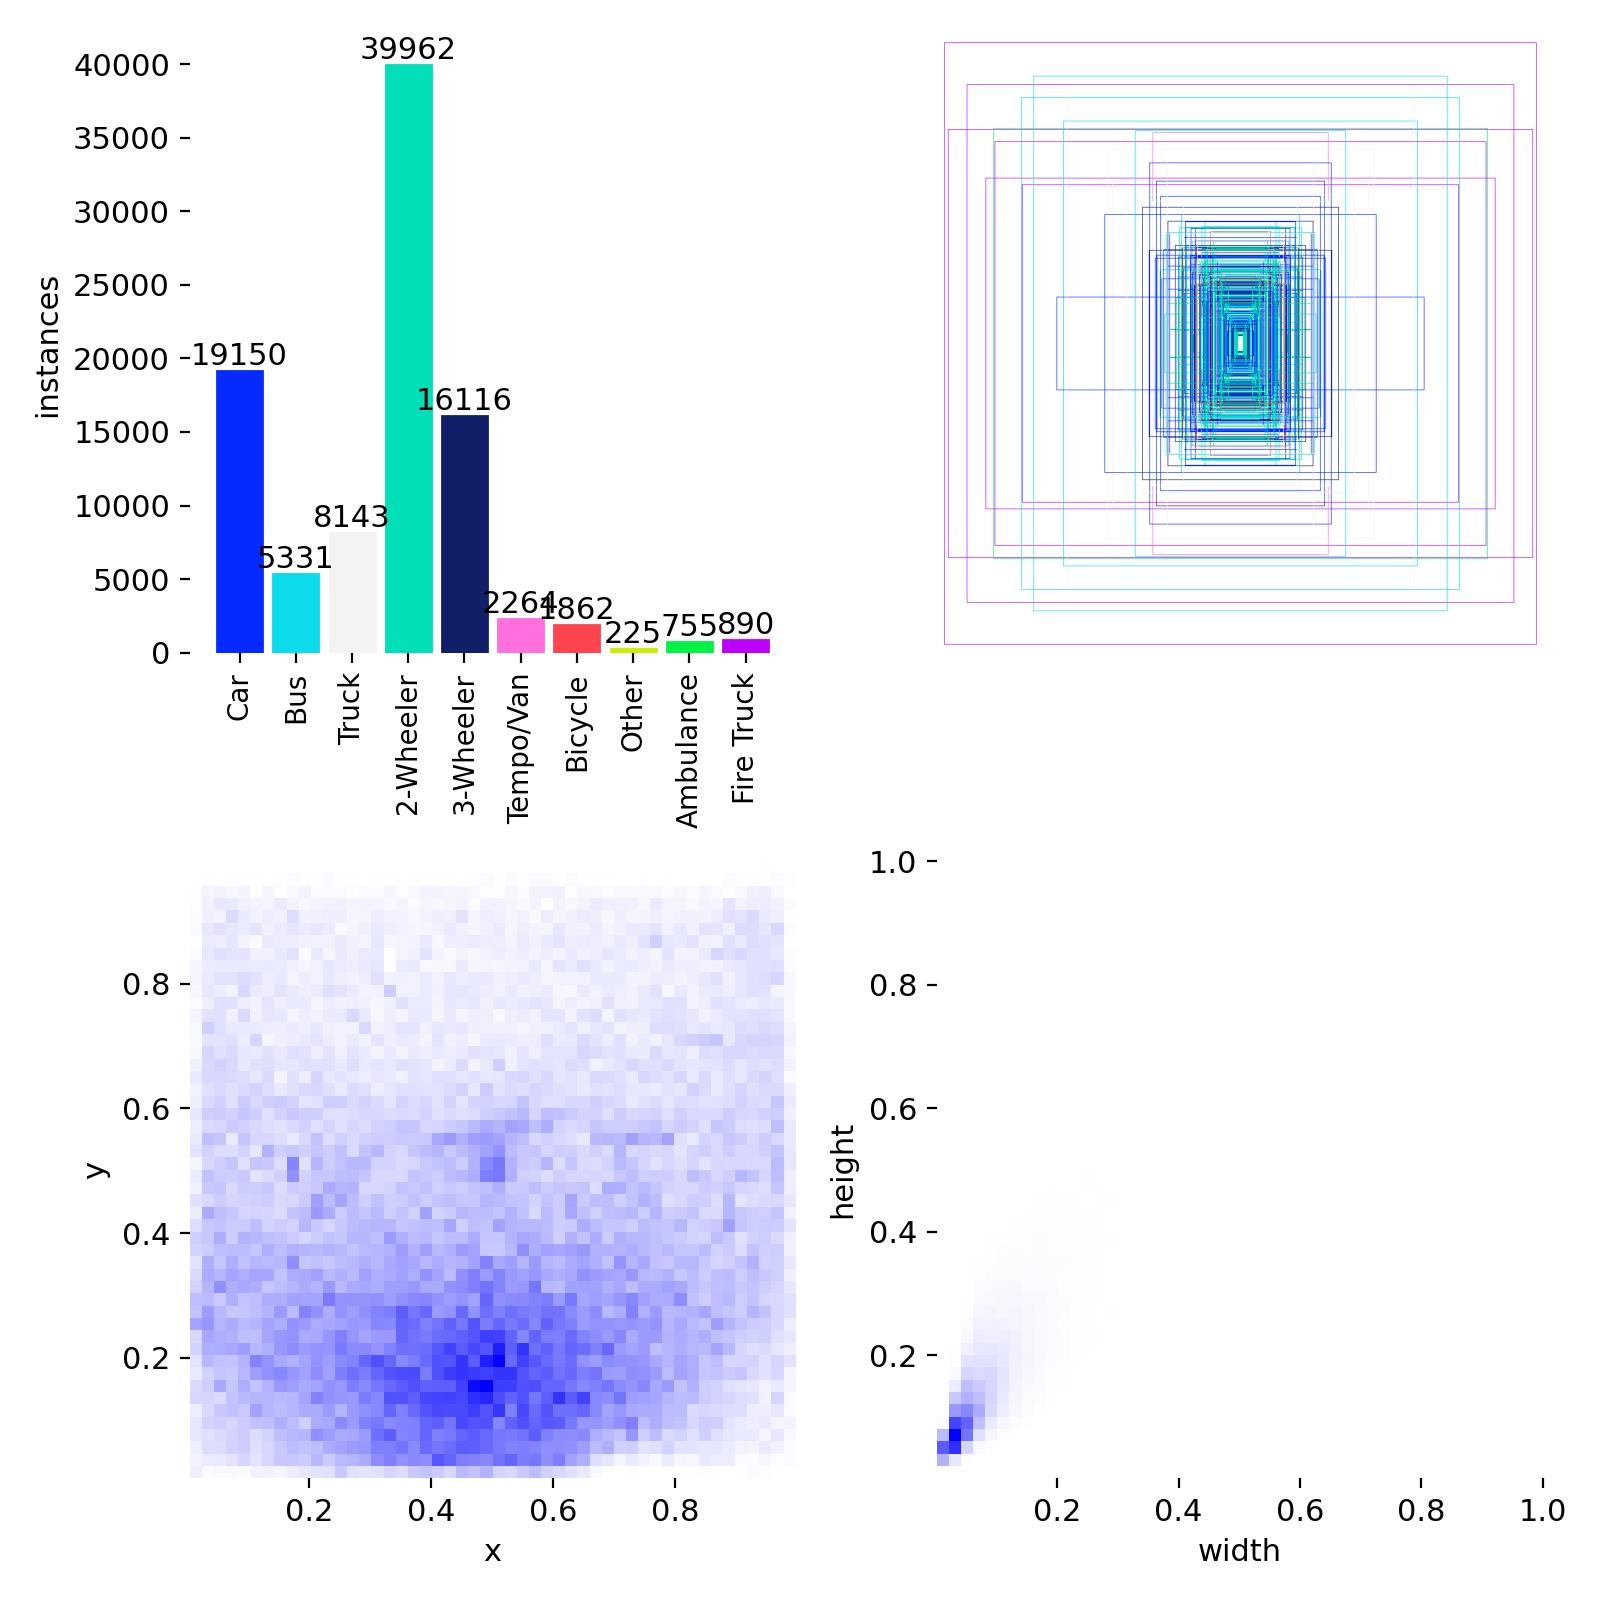 39962
40000
35000
30000
25000
20000
15000
10000
5000
0
instances
19150
5331
8143
16116
2264
1862
225
755
890
Car
Bus
Truck
2-Wheeler
3-Wheeler
Tempo/Van
Bicycle
Other
Ambulance
Fire Truck
0.8
0.6
0.4
0.2
y
0.2
0.4
0.6
0.8
x
1.0
0.8
0.6
0.4
0.2
height
0.2
0.4
0.6
0.8
1.0
width